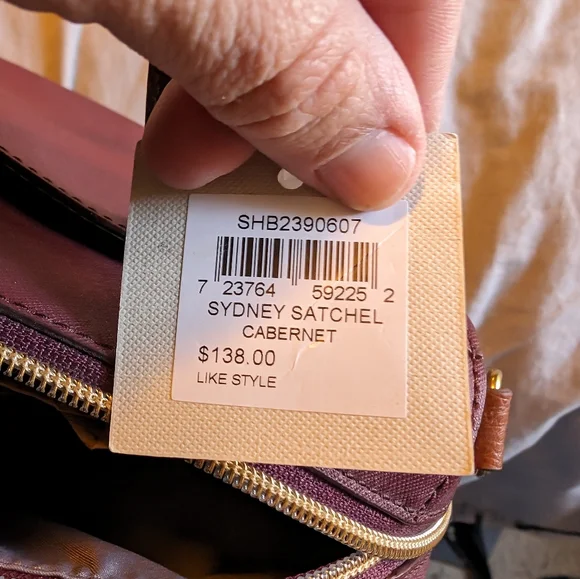 SHB2390607
7 23764 59225 2
SYDNEY SATCHEL
CABERNET
$138.00
LIKE STYLE